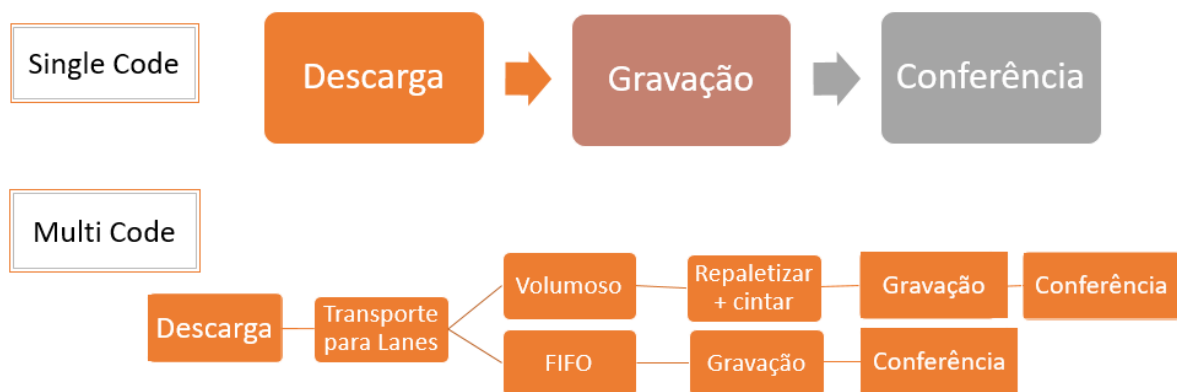 Single Code
Descarga
Gravação
Conferência
Multi Code
Descarga
Transporte
para Lanes
Volumoso
Repaletizar
+ cintar
Gravação
Conferência
FIFO
Gravação
Conferência